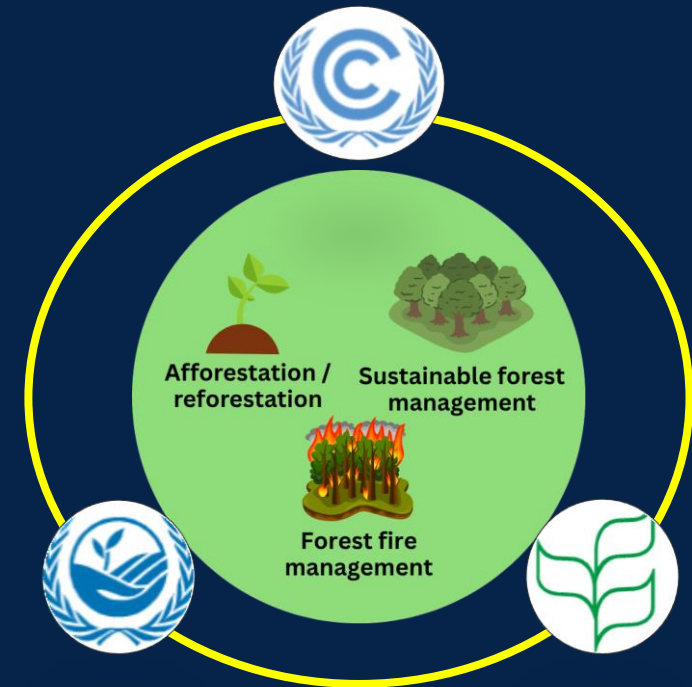 Afforestation /
reforestation
Sustainable forest
management
Forest fire
management